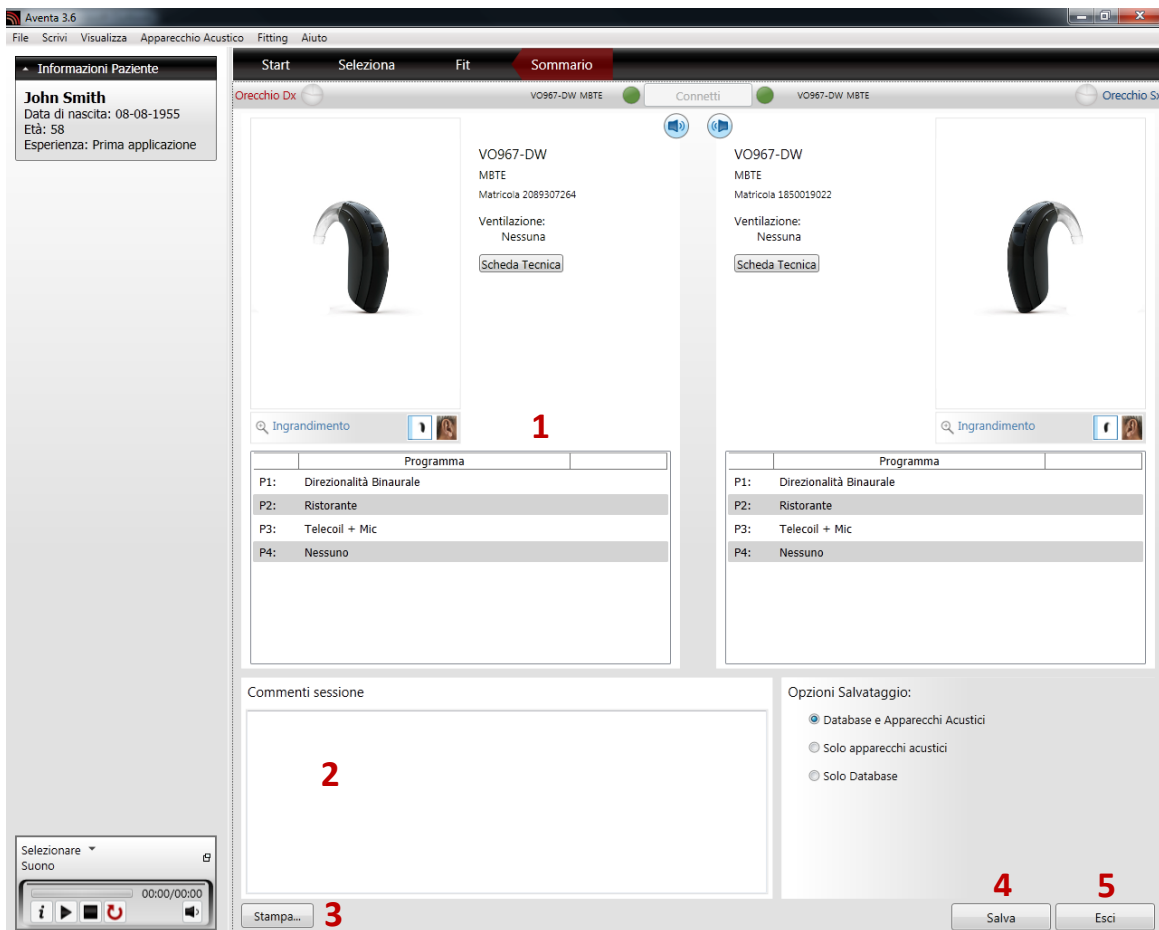 Aventa 3.6
File Scrivi Visualizza Apparecchio Acustico Fitting Aiuto
Informazioni Paziente
John Smith
Data di nascita: 08-08-1955
Età: 58
Esperienza: Prima applicazione
Start Seleziona Fit Sommario
Orecchio Dx VO967-DW MBTE Connetti VO967-DW MBTE Orecchio Sx
VO967-DW
MBTE
Matricola 2089307264
Ventilazione:
Nessuna
Scheda Tecnica
VO967-DW
MBTE
Matricola 1850019022
Ventilazione:
Nessuna
Scheda Tecnica
Ingrandimento
1
Ingrandimento
Programma
P1: Direzionalità Binaurale
P2: Ristorante
P3: Telecoil + Mic
P4: Nessuno
Programma
P1: Direzionalità Binaurale
P2: Ristorante
P3: Telecoil + Mic
P4: Nessuno
Commenti sessione
2
Opzioni Salvataggio:
Database e Apparecchi Acustici
Solo apparecchi acustici
Solo Database
Selezionare
Suono
00:00/00:00
i
Stampa...
3
4
5
Salva
Esci